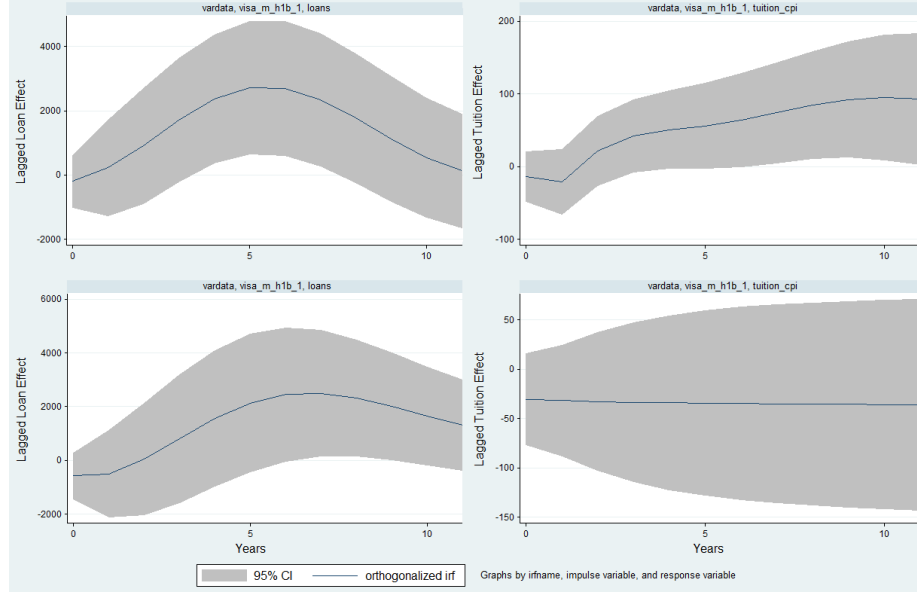 vardata, visa_m_h1b_1, loans
4000
2000
0
-2000
Lagged Loan Effect
0 5 10
vardata, visa_m_h1b_1, tuition_cpi
200
100
0
-100
Lagged Tuition Effect
0 5 10
vardata, visa_m_h1b_1, loans
6000
4000
2000
0
-2000
Lagged Loan Effect
0 5 10
Years
vardata, visa_m_h1b_1, tuition_cpi
50
0
-50
-100
-150
Lagged Tuition Effect
0 5 10
Years
95% CI orthogonalized irf
Graphs by irfname, impulse variable, and response variable